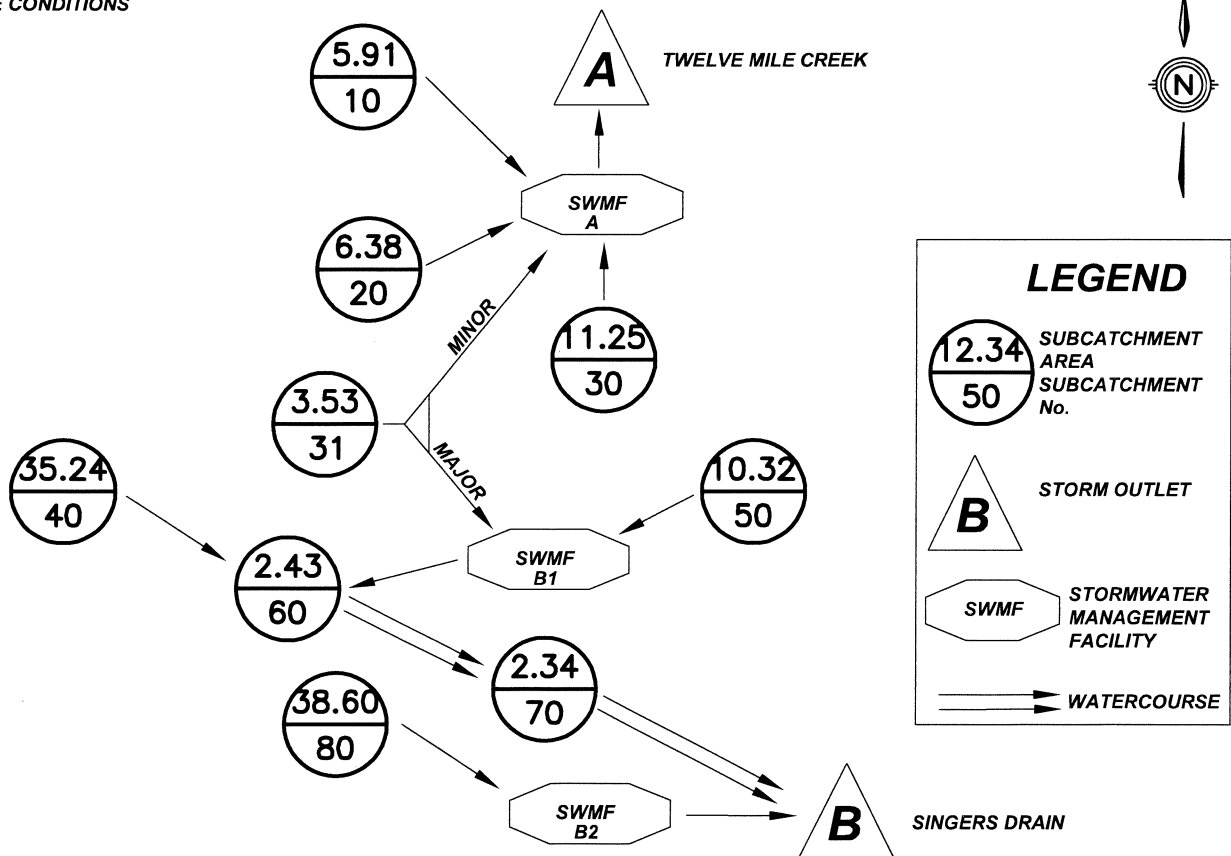 CONDITIONS
5.91
10
A
TWELVE MILE CREEK
N
SWMF
A
6.38
20
MINOR
11.25
30
3.53
31
MAJOR
35.24
40
10.32
50
SWMF
B1
2.43
60
2.34
70
38.60
80
SWMF
B2
B
SINGERS DRAIN
LEGEND
12.34
50
SUBCATCHMENT
AREA
SUBCATCHMENT
No.
B
STORM OUTLET
SWMF
STORMWATER
MANAGEMENT
FACILITY
WATERCOURSE